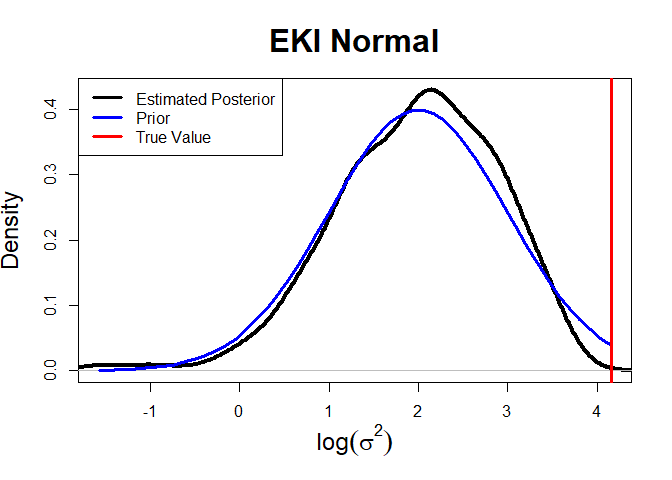 EKI Normal
Estimated Posterior
Prior
True Value
Density
0.4
0.3
0.2
0.1
0.0
-1 0 1 2 3 4
log(σ²)